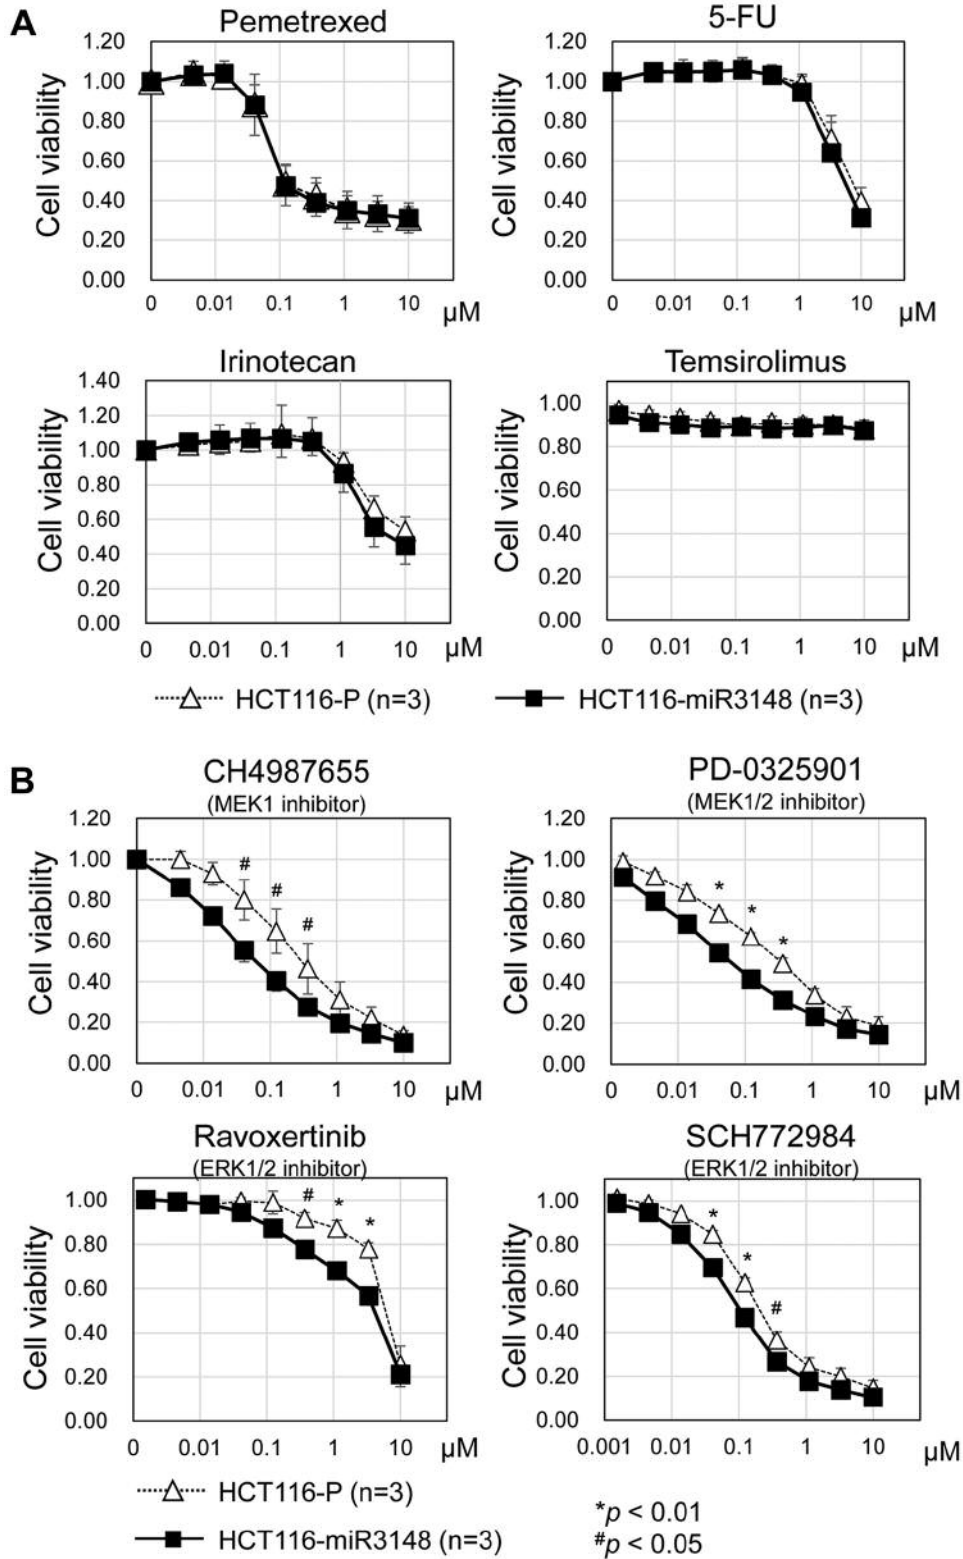 A
Pemetrexed
5-FU
Cell viability
1.20
1.00
0.80
0.60
0.40
0.20
0.00
0 0.01 0.1 1 10 µM
Cell viability
1.20
1.00
0.80
0.60
0.40
0.20
0.00
0 0.01 0.1 1 10 µM
Irinotecan
Temsirolimus
Cell viability
1.40
1.20
1.00
0.80
0.60
0.40
0.20
0.00
0 0.01 0.1 1 10 µM
Cell viability
1.00
0.80
0.60
0.40
0.20
0.00
0 0.01 0.1 1 10 µM
HCT116-P (n=3) HCT116-miR3148 (n=3)
B
CH4987655
(MEK1 inhibitor)
PD-0325901
(MEK1/2 inhibitor)
Cell viability
1.20
1.00
0.80
0.60
0.40
0.20
0.00
# # #
0 0.01 0.1 1 10 µM
Cell viability
1.20
1.00
0.80
0.60
0.40
0.20
0.00
* * *
0 0.01 0.1 1 10 µM
Ravoxertinib
(ERK1/2 inhibitor)
SCH772984
(ERK1/2 inhibitor)
Cell viability
1.00
0.80
0.60
0.40
0.20
0.00
# * *
0 0.01 0.1 1 10 µM
Cell viability
1.00
0.80
0.60
0.40
0.20
0.00
* * #
0.001 0.01 0.1 1 10 µM
HCT116-P (n=3)
HCT116-miR3148 (n=3)
*p < 0.01
#p < 0.05